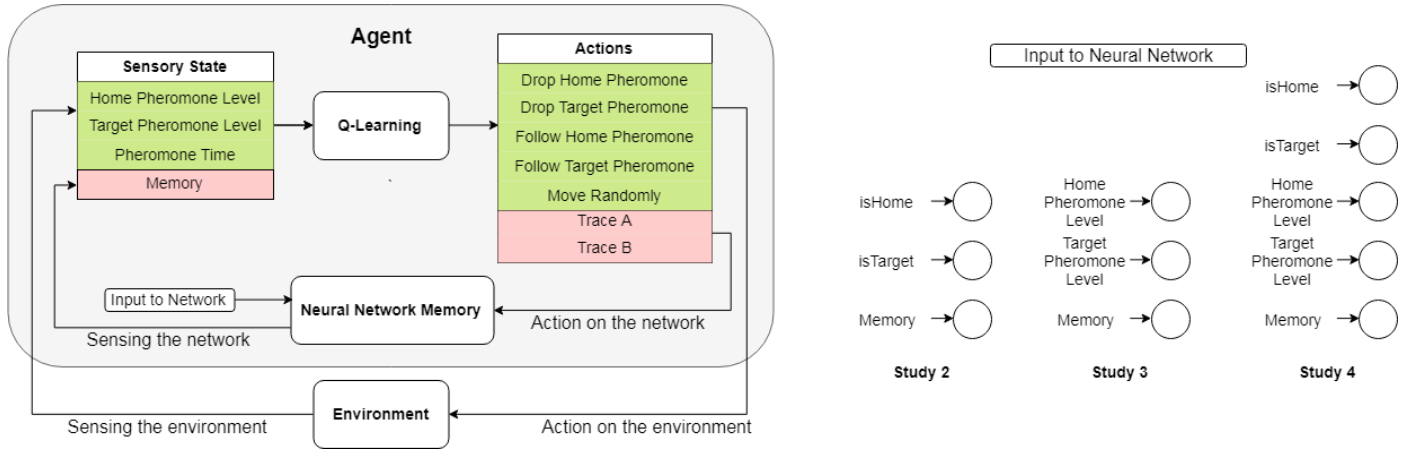 Agent
Sensory State
Home Pheromone Level
Target Pheromone Level
Pheromone Time
Memory
Q-Learning
Actions
Drop Home Pheromone
Drop Target Pheromone
Follow Home Pheromone
Follow Target Pheromone
Move Randomly
Trace A
Trace B
Input to Network
Neural Network Memory
Sensing the network
Action on the network
Environment
Sensing the environment
Action on the environment
Input to Neural Network
isHome
isTarget
Memory
Study 2
Home
Pheromone
Level
Target
Pheromone
Level
Memory
Study 3
isHome
isTarget
Home
Pheromone
Level
Target
Pheromone
Level
Memory
Study 4